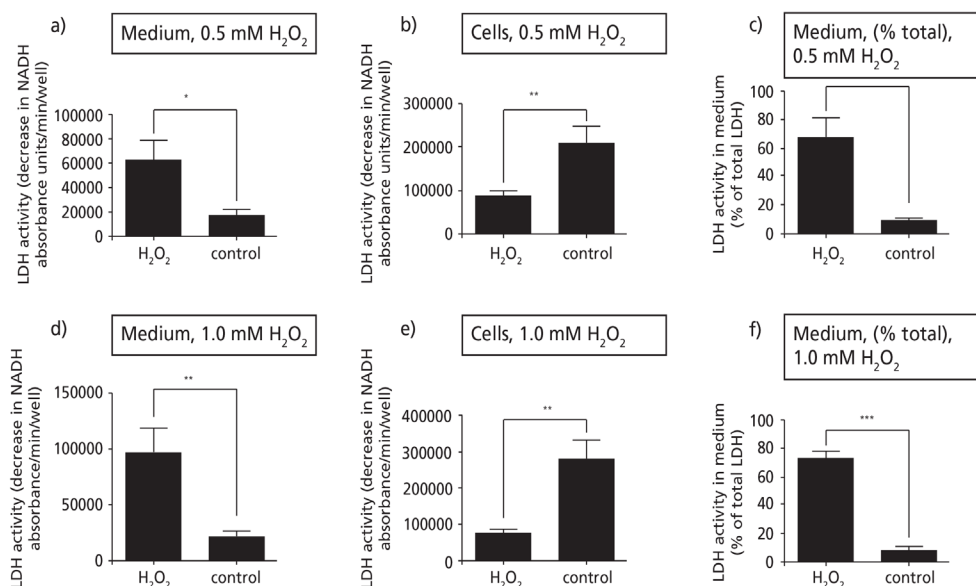 a)
Medium, 0.5 mM H₂O₂
LDH activity (decrease in NADH
absorbance units/min/well)
100000
80000
60000
40000
20000
0
*
H₂O₂
control
b)
Cells, 0.5 mM H₂O₂
LDH activity (decrease in NADH
absorbance units/min/well)
300000
200000
100000
0
**
H₂O₂
control
c)
Medium, (% total),
0.5 mM H₂O₂
LDH activity in medium
(% of total LDH)
100
80
60
40
20
0
H₂O₂
control
d)
Medium, 1.0 mM H₂O₂
LDH activity (decrease in NADH
absorbance/min/well)
150000
100000
50000
0
**
H₂O₂
control
e)
Cells, 1.0 mM H₂O₂
LDH activity (decrease in NADH
absorbance/min/well)
400000
300000
200000
100000
0
**
H₂O₂
control
f)
Medium, (% total),
1.0 mM H₂O₂
LDH activity in medium
(% of total LDH)
100
80
60
40
20
0
***
H₂O₂
control